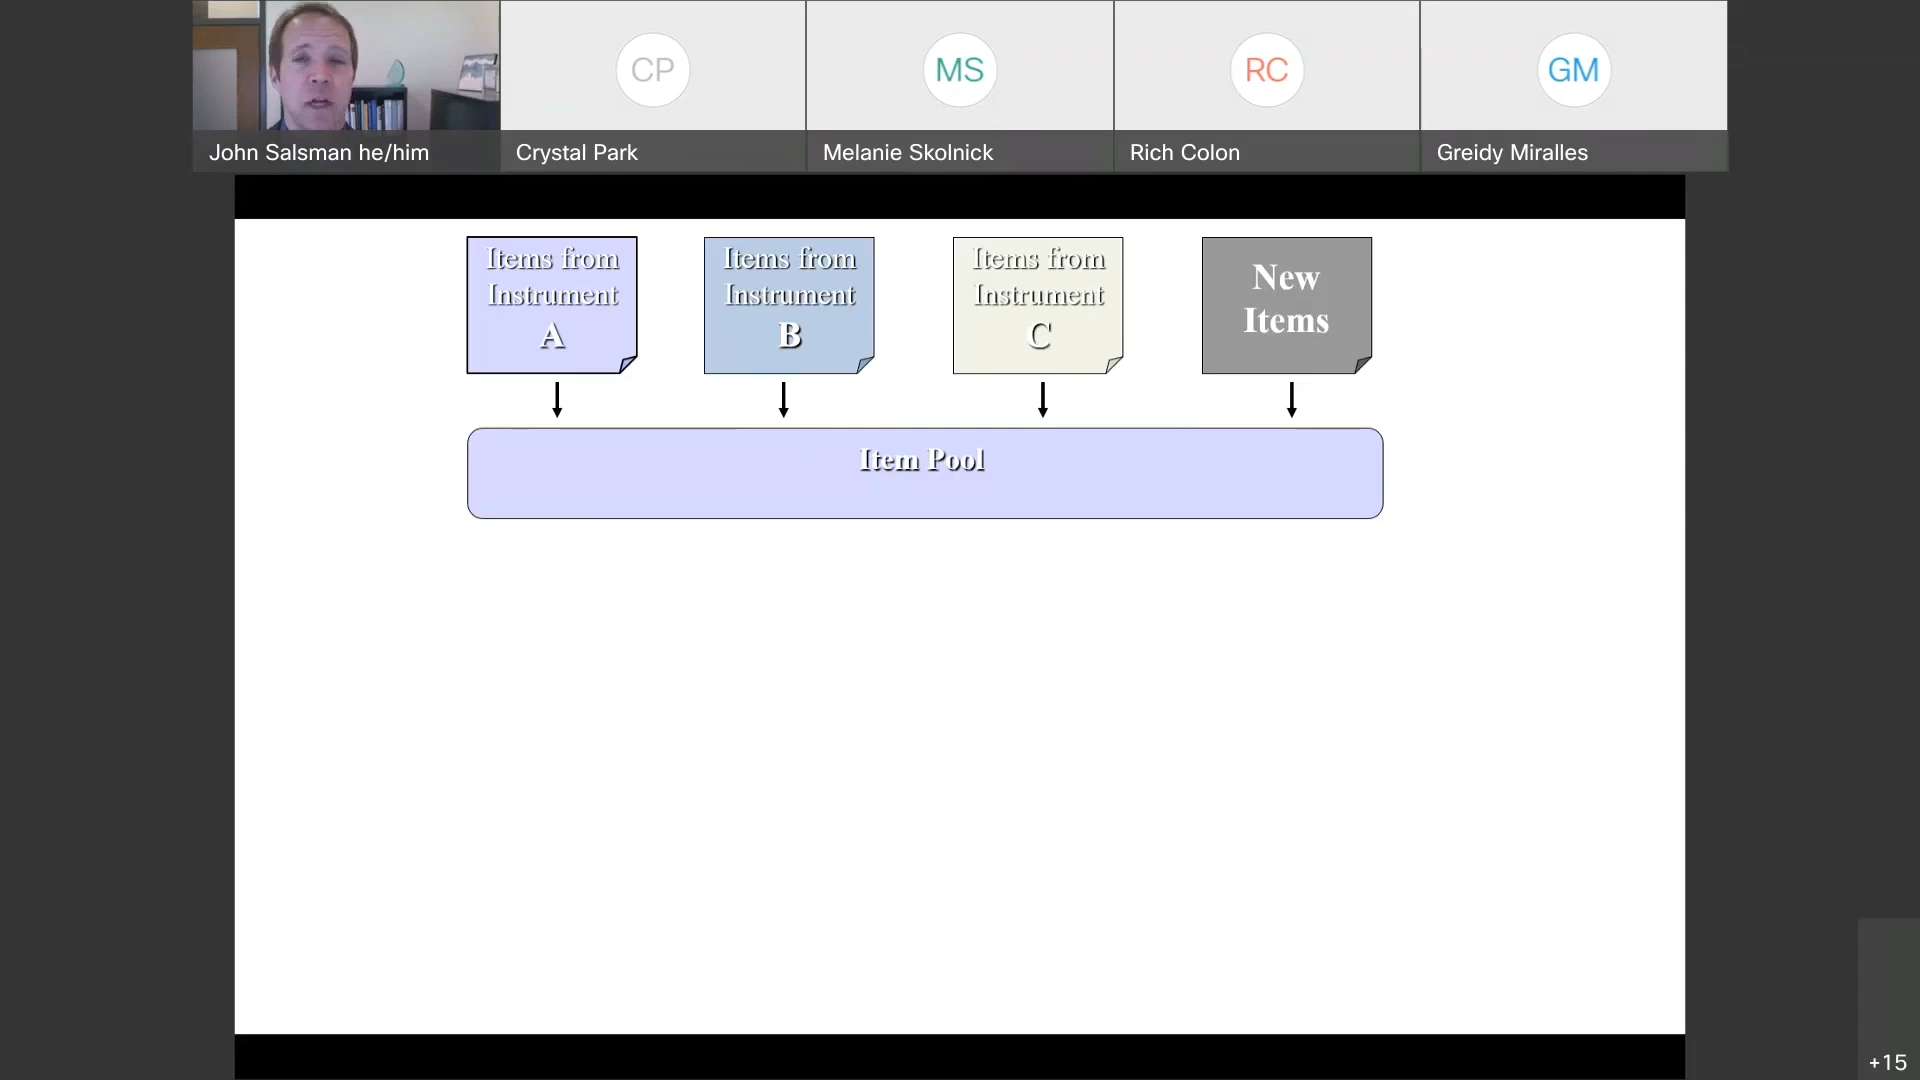 CP
MS
RC
GM
John Salsman he/him
Crystal Park
Melanie Skolnick
Rich Colon
Greidy Miralles
Items from
Instrument
A
Items from
Instrument
B
Items from
Instrument
C
New
Items
Item Pool
+15